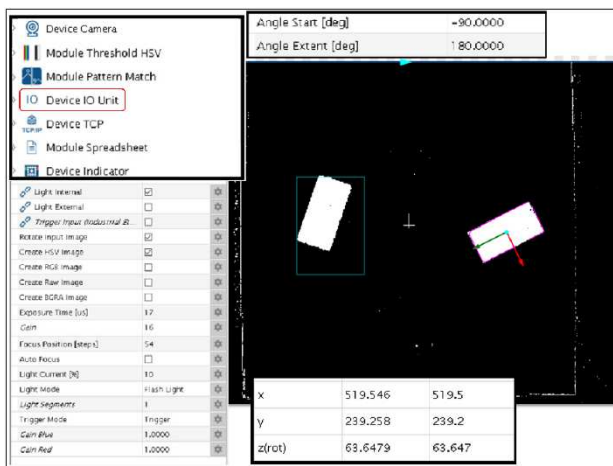 Device Camera
Module Threshold HSV
Module Pattern Match
IO Device IO Unit
TCP/IP Device TCP
Module Spreadsheet
Device Indicator
Angle Start [deg] -90.0000
Angle Extent [deg] 180.0000
Light Internal
Light External
Trigger Input (Industrial E...
Rotate Input Image
Create HSV Image
Create RGB Image
Create Raw Image
Create BGRA Image
Exposure Time [us] 17
Gain 16
Focus Position [steps] 54
Auto Focus
Light Current [%] 10
Light Mode Flash Light
Light Segments 1
Trigger Mode Trigger
Gain Blue 1.0000
Gain Red 1.0000
x 519.546 519.5
y 239.258 239.2
z(rot) 63.6479 63.647